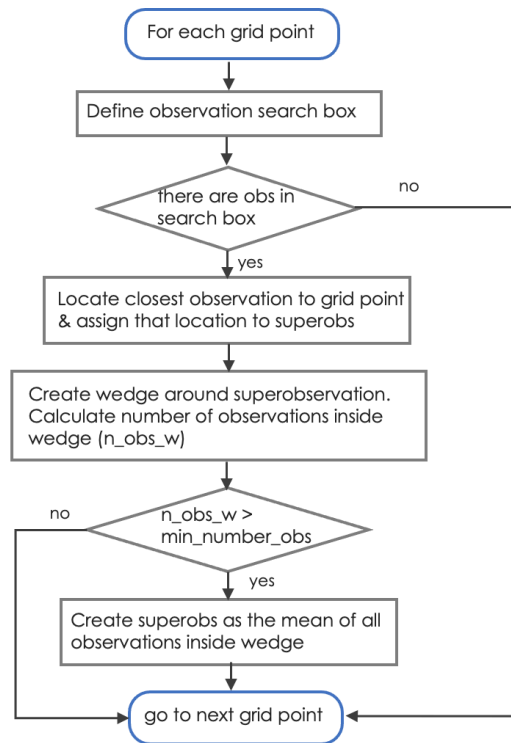 For each grid point
Define observation search box
there are obs in
search box
no
yes
Locate closest observation to grid point
& assign that location to superobs
Create wedge around superobservation.
Calculate number of observations inside
wedge (n_obs_w)
no
n_obs_w >
min_number_obs
yes
Create superobs as the mean of all
observations inside wedge
go to next grid point